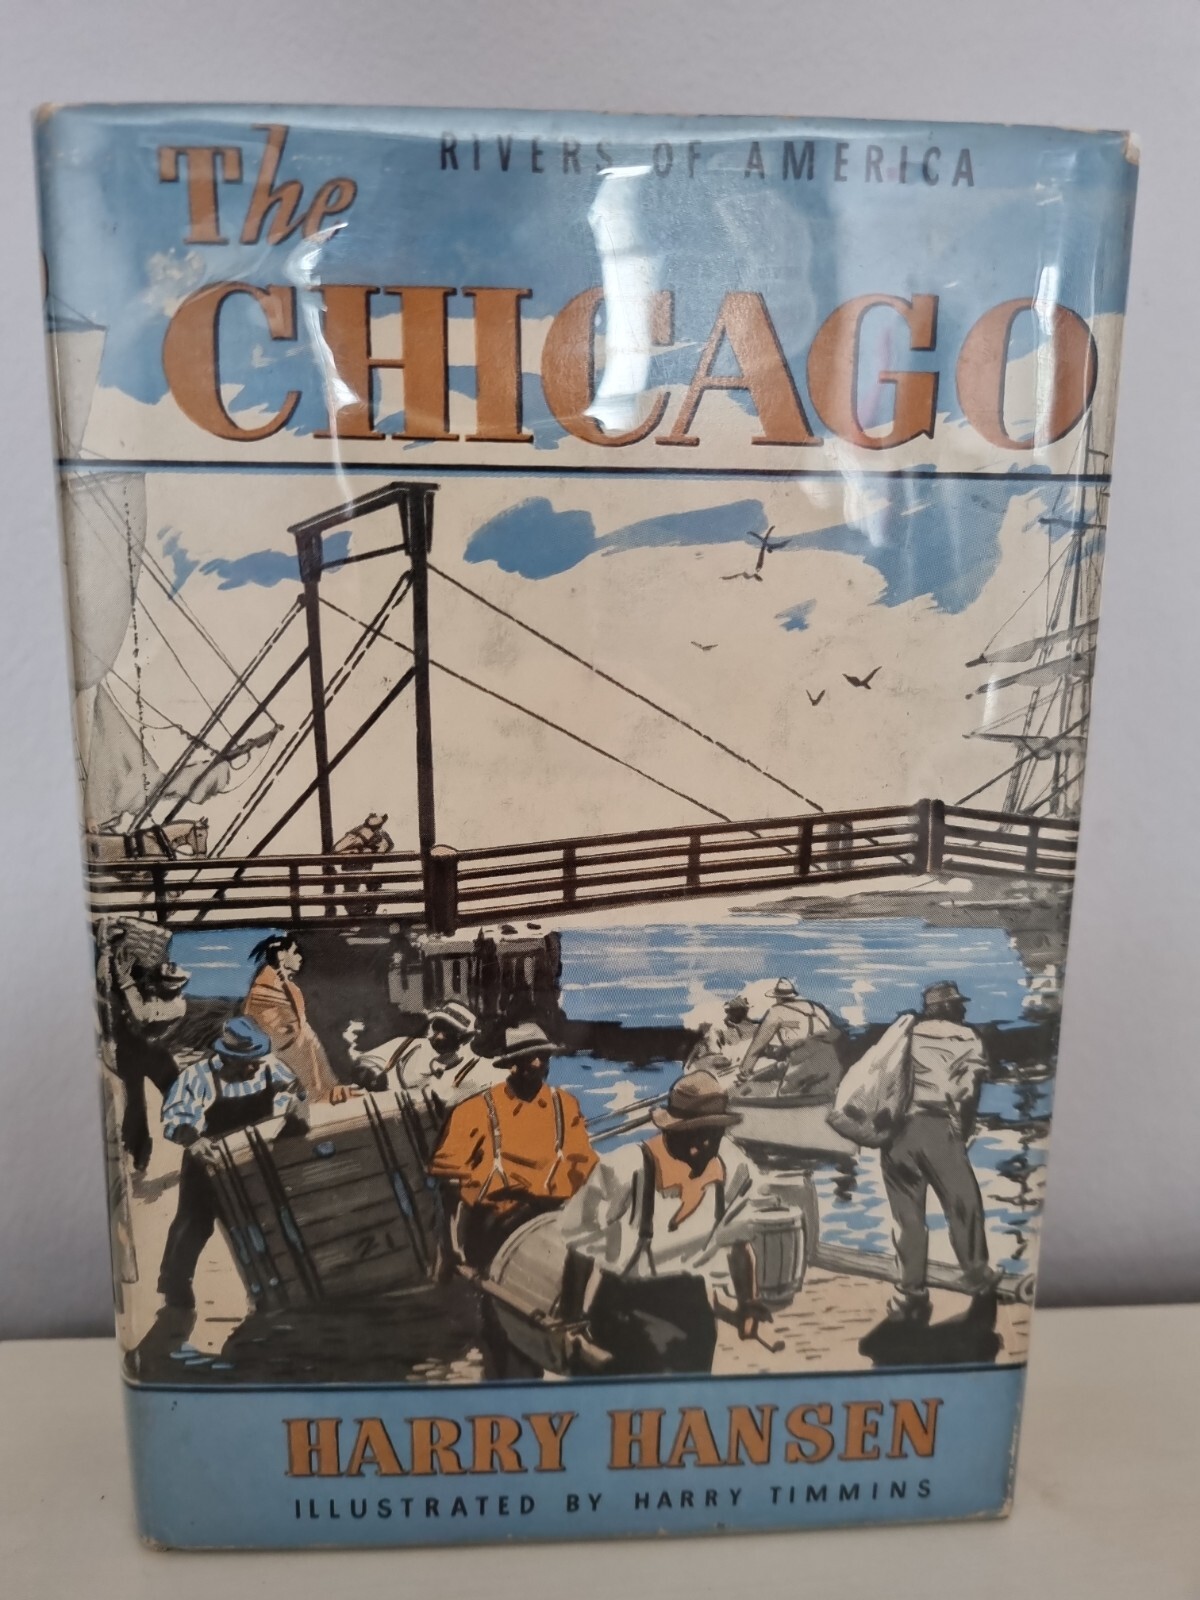 RIVERS OF AMERICA
The
CHICAGO
21
HARRY HANSEN
ILLUSTRATED BY HARRY TIMMINS